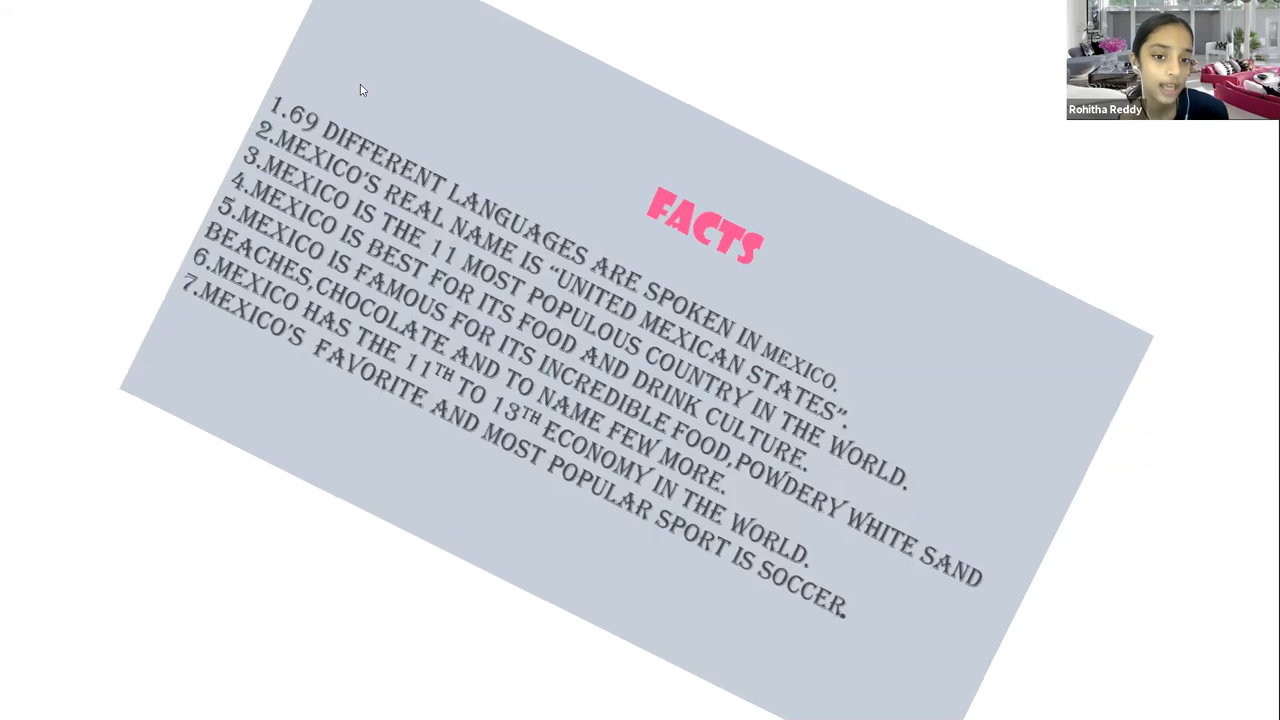 FACTS
1.69 DIFFERENT LANGUAGES ARE SPOKEN IN MEXICO.
2.MEXICO'S REAL NAME IS “UNITED MEXICAN STATES”.
3.MEXICO IS THE 11 MOST POPULOUS COUNTRY IN THE WORLD.
4.MEXICO IS BEST FOR ITS FOOD AND DRINK CULTURE.
5.MEXICO IS FAMOUS FOR ITS INCREDIBLE FOOD,POWDERY WHITE SAND
BEACHES,CHOCOLATE AND TO NAME FEW MORE.
6.MEXICO HAS THE 11TH TO 13TH ECONOMY IN THE WORLD.
7.MEXICO'S FAVORITE AND MOST POPULAR SPORT IS SOCCER.
Rohitha Reddy